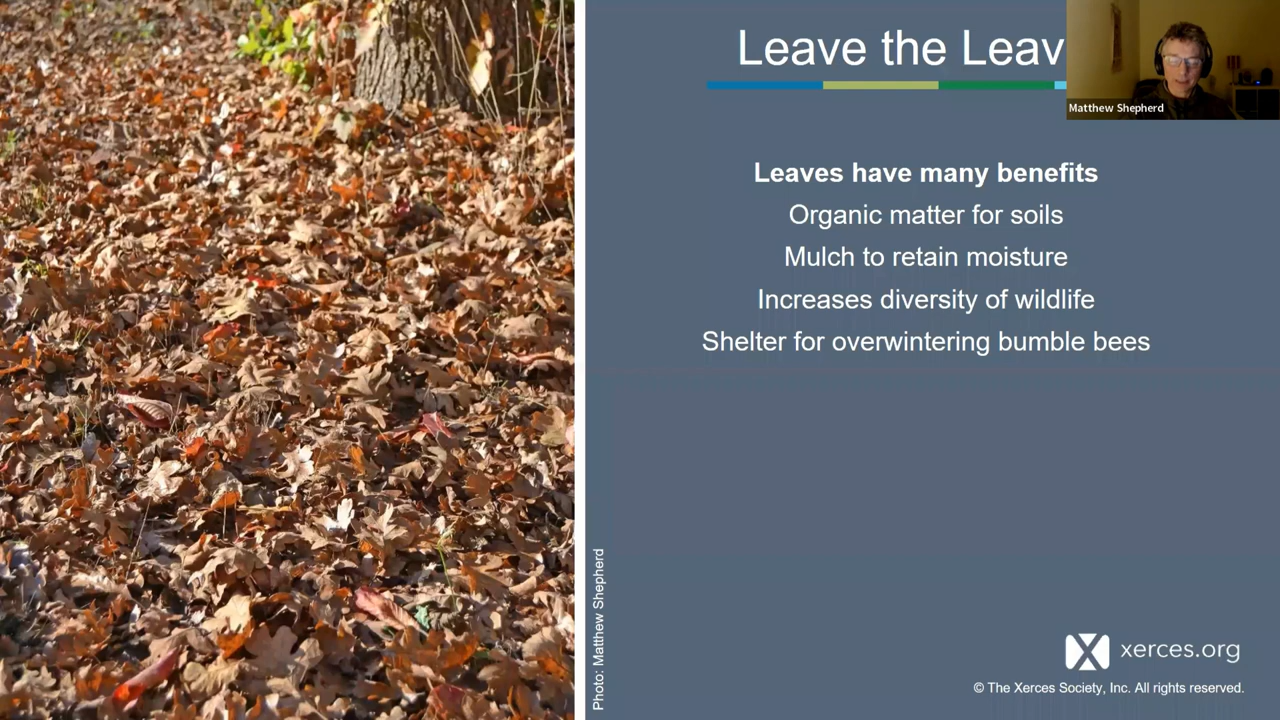 Leave the Leav
Matthew Shepherd
Leaves have many benefits
Organic matter for soils
Mulch to retain moisture
Increases diversity of wildlife
Shelter for overwintering bumble bees
Photo: Matthew Shepherd
xerces.org
© The Xerces Society, Inc. All rights reserved.